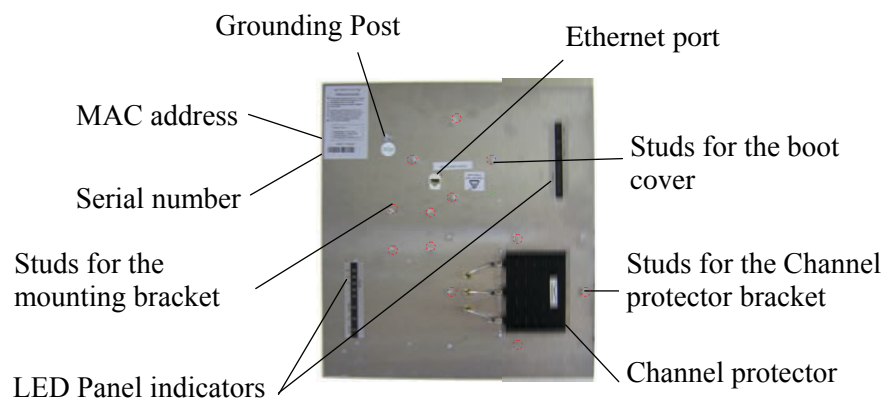 Grounding Post
Ethernet port
MAC address
Serial number
Studs for the boot
cover
Studs for the
mounting bracket
Studs for the Channel
protector bracket
LED Panel indicators
Channel protector